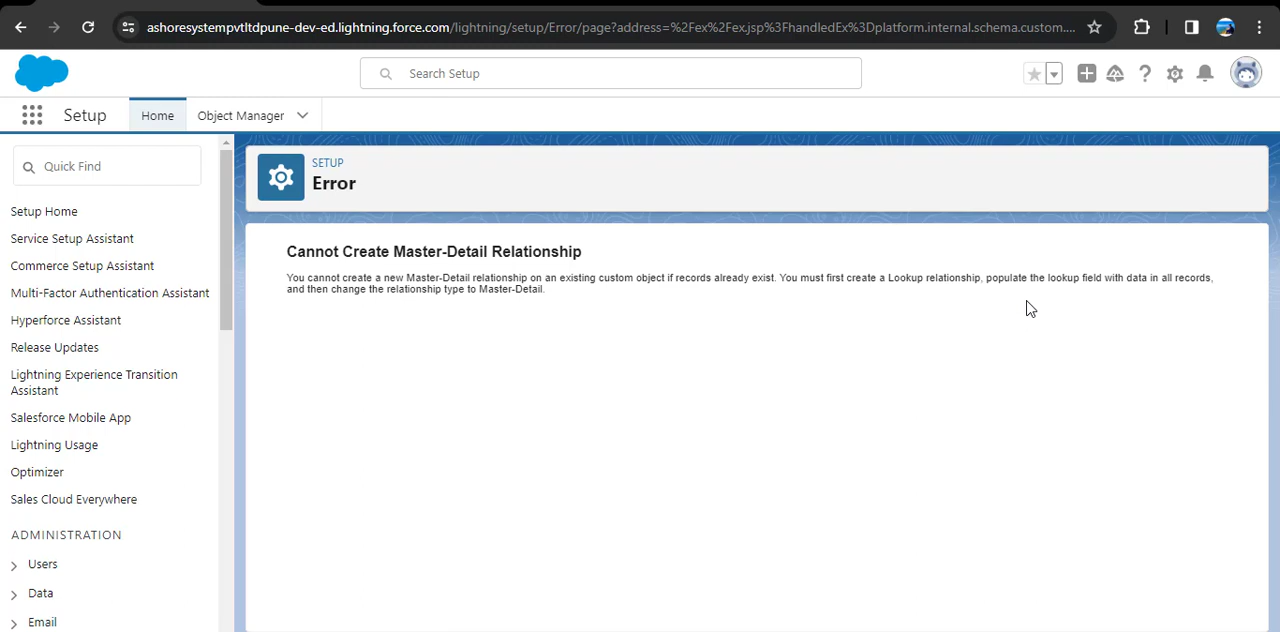 ashoresystempvtltdpune-dev-ed.lightning.force.com/lightning/setup/Error/page?address=%2Fex%2Fex.jsp%3FhandledEx%3Dplatform.internal.schema.custom....
Search Setup
Setup
Home
Object Manager
Quick Find
Setup Home
Service Setup Assistant
Commerce Setup Assistant
Multi-Factor Authentication Assistant
Hyperforce Assistant
Release Updates
Lightning Experience Transition
Assistant
Salesforce Mobile App
Lightning Usage
Optimizer
Sales Cloud Everywhere
ADMINISTRATION
Users
Data
Email
SETUP
Error
Cannot Create Master-Detail Relationship
You cannot create a new Master-Detail relationship on an existing custom object if records already exist. You must first create a Lookup relationship, populate the lookup field with data in all records,
and then change the relationship type to Master-Detail.